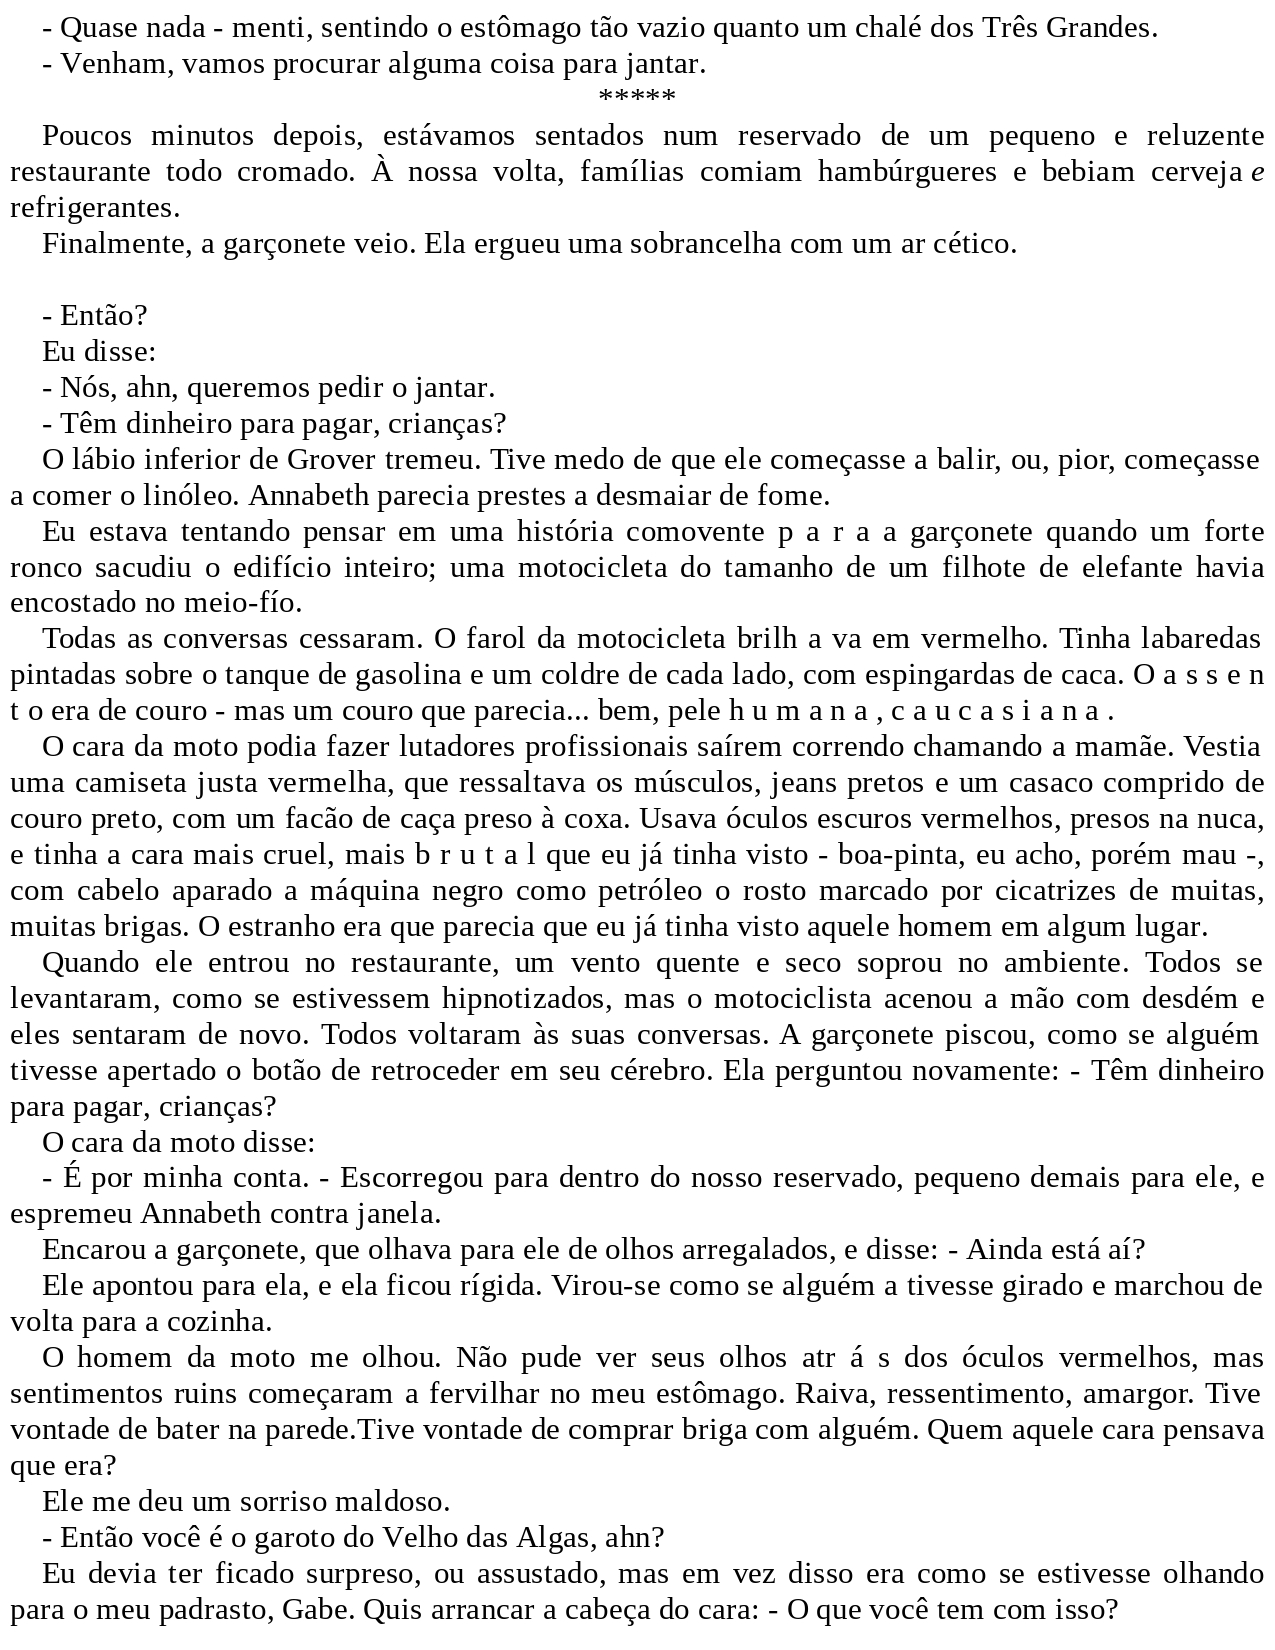 - Quase nada - menti, sentindo o estômago tão vazio quanto um chalé dos Três Grandes.
- Venham, vamos procurar alguma coisa para jantar.
*****
Poucos minutos depois, estávamos sentados num reservado de um pequeno e reluzente
restaurante todo cromado. À nossa volta, famílias comiam hambúrgueres e bebiam cerveja e
refrigerantes.
Finalmente, a garçonete veio. Ela ergueu uma sobrancelha com um ar cético.
- Então?
Eu disse:
- Nós, ahn, queremos pedir o jantar.
- Têm dinheiro para pagar, crianças?
O lábio inferior de Grover tremeu. Tive medo de que ele começasse a balir, ou, pior, começasse
a comer o linóleo. Annabeth parecia prestes a desmaiar de fome.
Eu estava tentando pensar em uma história comovente p a r a a garçonete quando um forte
ronco sacudiu o edifício inteiro; uma motocicleta do tamanho de um filhote de elefante havia
encostado no meio-fío.
Todas as conversas cessaram. O farol da motocicleta brilh a va em vermelho. Tinha labaredas
pintadas sobre o tanque de gasolina e um coldre de cada lado, com espingardas de caca. O a s s e n
t o era de couro - mas um couro que parecia... bem, pele h u m a n a , c a u c a s i a n a .
O cara da moto podia fazer lutadores profissionais saírem correndo chamando a mamãe. Vestia
uma camiseta justa vermelha, que ressaltava os músculos, jeans pretos e um casaco comprido de
couro preto, com um facão de caça preso à coxa. Usava óculos escuros vermelhos, presos na nuca,
e tinha a cara mais cruel, mais b r u t a l que eu já tinha visto - boa-pinta, eu acho, porém mau -,
com cabelo aparado a máquina negro como petróleo o rosto marcado por cicatrizes de muitas,
muitas brigas. O estranho era que parecia que eu já tinha visto aquele homem em algum lugar.
Quando ele entrou no restaurante, um vento quente e seco soprou no ambiente. Todos se
levantaram, como se estivessem hipnotizados, mas o motociclista acenou a mão com desdém e
eles sentaram de novo. Todos voltaram às suas conversas. A garçonete piscou, como se alguém
tivesse apertado o botão de retroceder em seu cérebro. Ela perguntou novamente: - Têm dinheiro
para pagar, crianças?
O cara da moto disse:
- É por minha conta. - Escorregou para dentro do nosso reservado, pequeno demais para ele, e
espremeu Annabeth contra janela.
Encarou a garçonete, que olhava para ele de olhos arregalados, e disse: - Ainda está aí?
Ele apontou para ela, e ela ficou rígida. Virou-se como se alguém a tivesse girado e marchou de
volta para a cozinha.
O homem da moto me olhou. Não pude ver seus olhos atr á s dos óculos vermelhos, mas
sentimentos ruins começaram a fervilhar no meu estômago. Raiva, ressentimento, amargor. Tive
vontade de bater na parede.Tive vontade de comprar briga com alguém. Quem aquele cara pensava
que era?
Ele me deu um sorriso maldoso.
- Então você é o garoto do Velho das Algas, ahn?
Eu devia ter ficado surpreso, ou assustado, mas em vez disso era como se estivesse olhando
para o meu padrasto, Gabe. Quis arrancar a cabeça do cara: - O que você tem com isso?